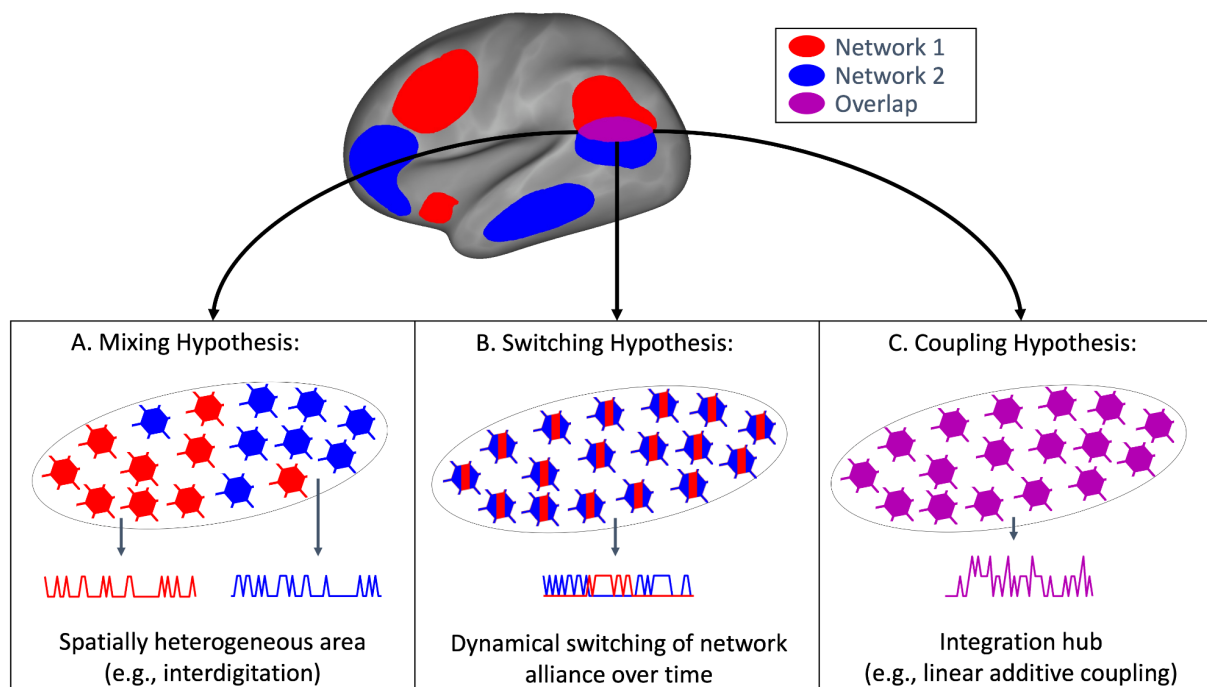 Network 1
Network 2
Overlap
A. Mixing Hypothesis:
B. Switching Hypothesis:
C. Coupling Hypothesis:
Spatially heterogeneous area
(e.g., interdigitation)
Dynamical switching of network
alliance over time
Integration hub
(e.g., linear additive coupling)